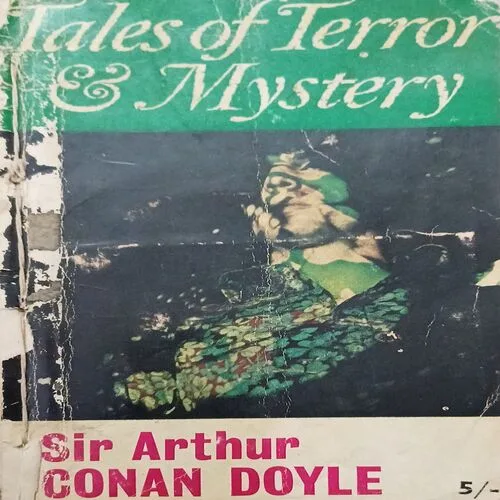 Tales of Terror
& Mystery
Sir Arthur
CONAN DOYLE
5/-